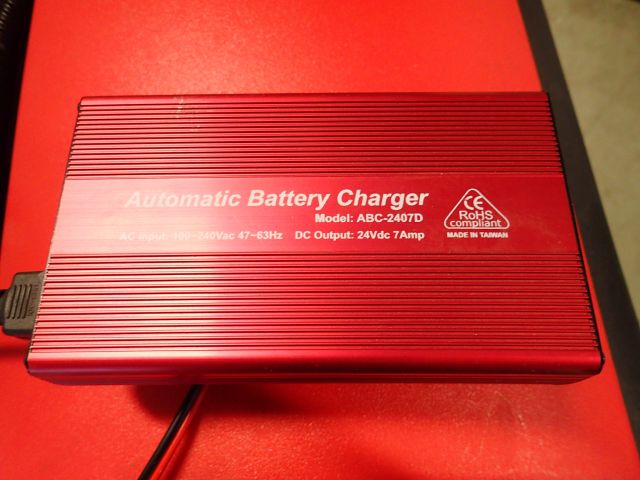 Automatic Battery Charger
Model: ABC-2407D
AC Input: 100~240Vac 47~63Hz DC Output: 24Vdc 7Amp
CE
RoHS
compliant
MADE IN TAIWAN